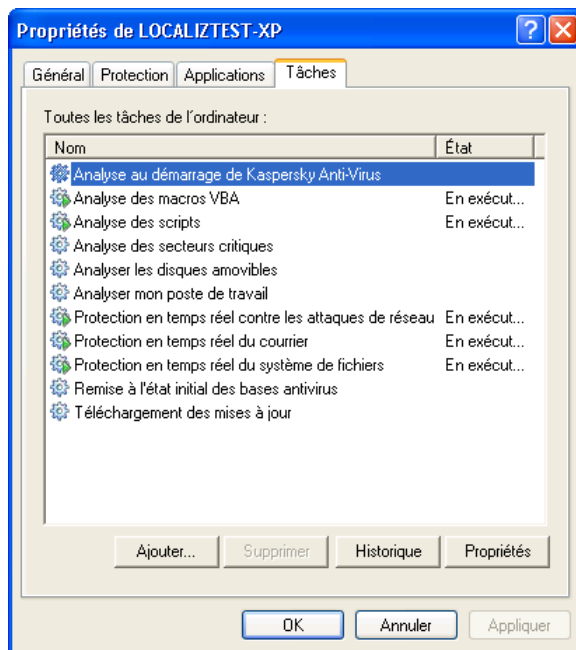 Propriétés de LOCALIZTEST-XP
Général Protection Applications Tâches
Toutes les tâches de l'ordinateur :
Nom État
Analyse au démarrage de Kaspersky Anti-Virus
Analyse des macros VBA En exécut...
Analyse des scripts En exécut...
Analyse des secteurs critiques
Analyser les disques amovibles
Analyser mon poste de travail
Protection en temps réel contre les attaques de réseau En exécut...
Protection en temps réel du courrier En exécut...
Protection en temps réel du système de fichiers En exécut...
Remise à l'état initial des bases antivirus
Téléchargement des mises à jour
Ajouter... Supprimer Historique Propriétés
OK Annuler Appliquer